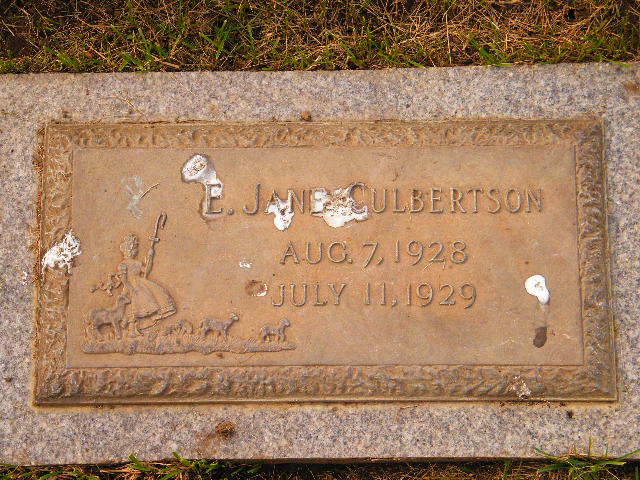 E. JANE CULBERTSON
AUG. 7, 1928
JULY 11, 1929